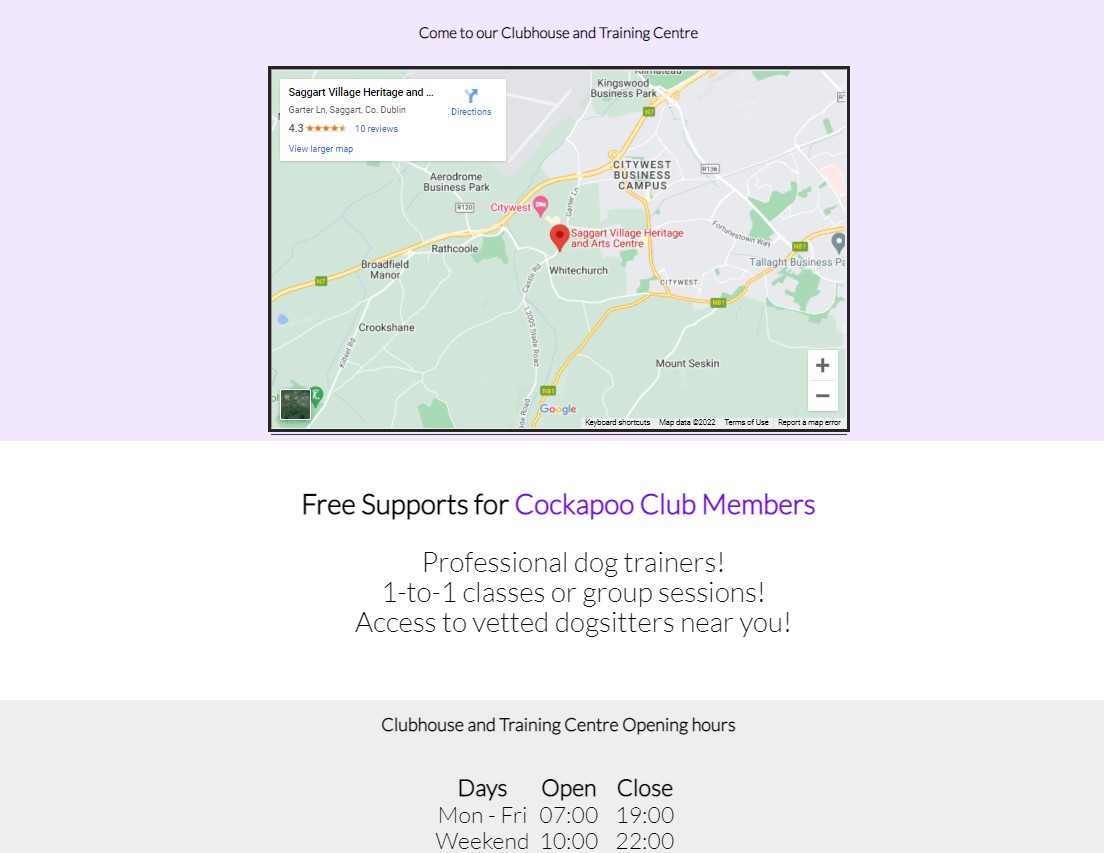 Come to our Clubhouse and Training Centre
Saggart Village Heritage and ...
Directions
Garter Ln, Saggart, Co. Dublin
4.3
10 reviews
View larger map
Kingswood
Business Park
N7
CITYWEST
BUSINESS
CAMPUS
R136
Aerodrome
Business Park
R120
Citywest
Garter Ln
Saggart Village Heritage
and Arts Centre
Fortunestown Way
N81
Tallaght Business Pa
Rathcoole
Broadfield
Manor
Whitechurch
Castle Rd
CITYWEST
N7
N81
Crookshane
L2005 Slade Road
Kilteel Rd
Mount Seskin
N81
Google
Keyboard shortcuts
Map data ©2022
Terms of Use
Report a map error
Free Supports for Cockapoo Club Members
Professional dog trainers!
1-to-1 classes or group sessions!
Access to vetted dogsitters near you!
Clubhouse and Training Centre Opening hours
Days Open Close
Mon - Fri 07:00 19:00
Weekend 10:00 22:00